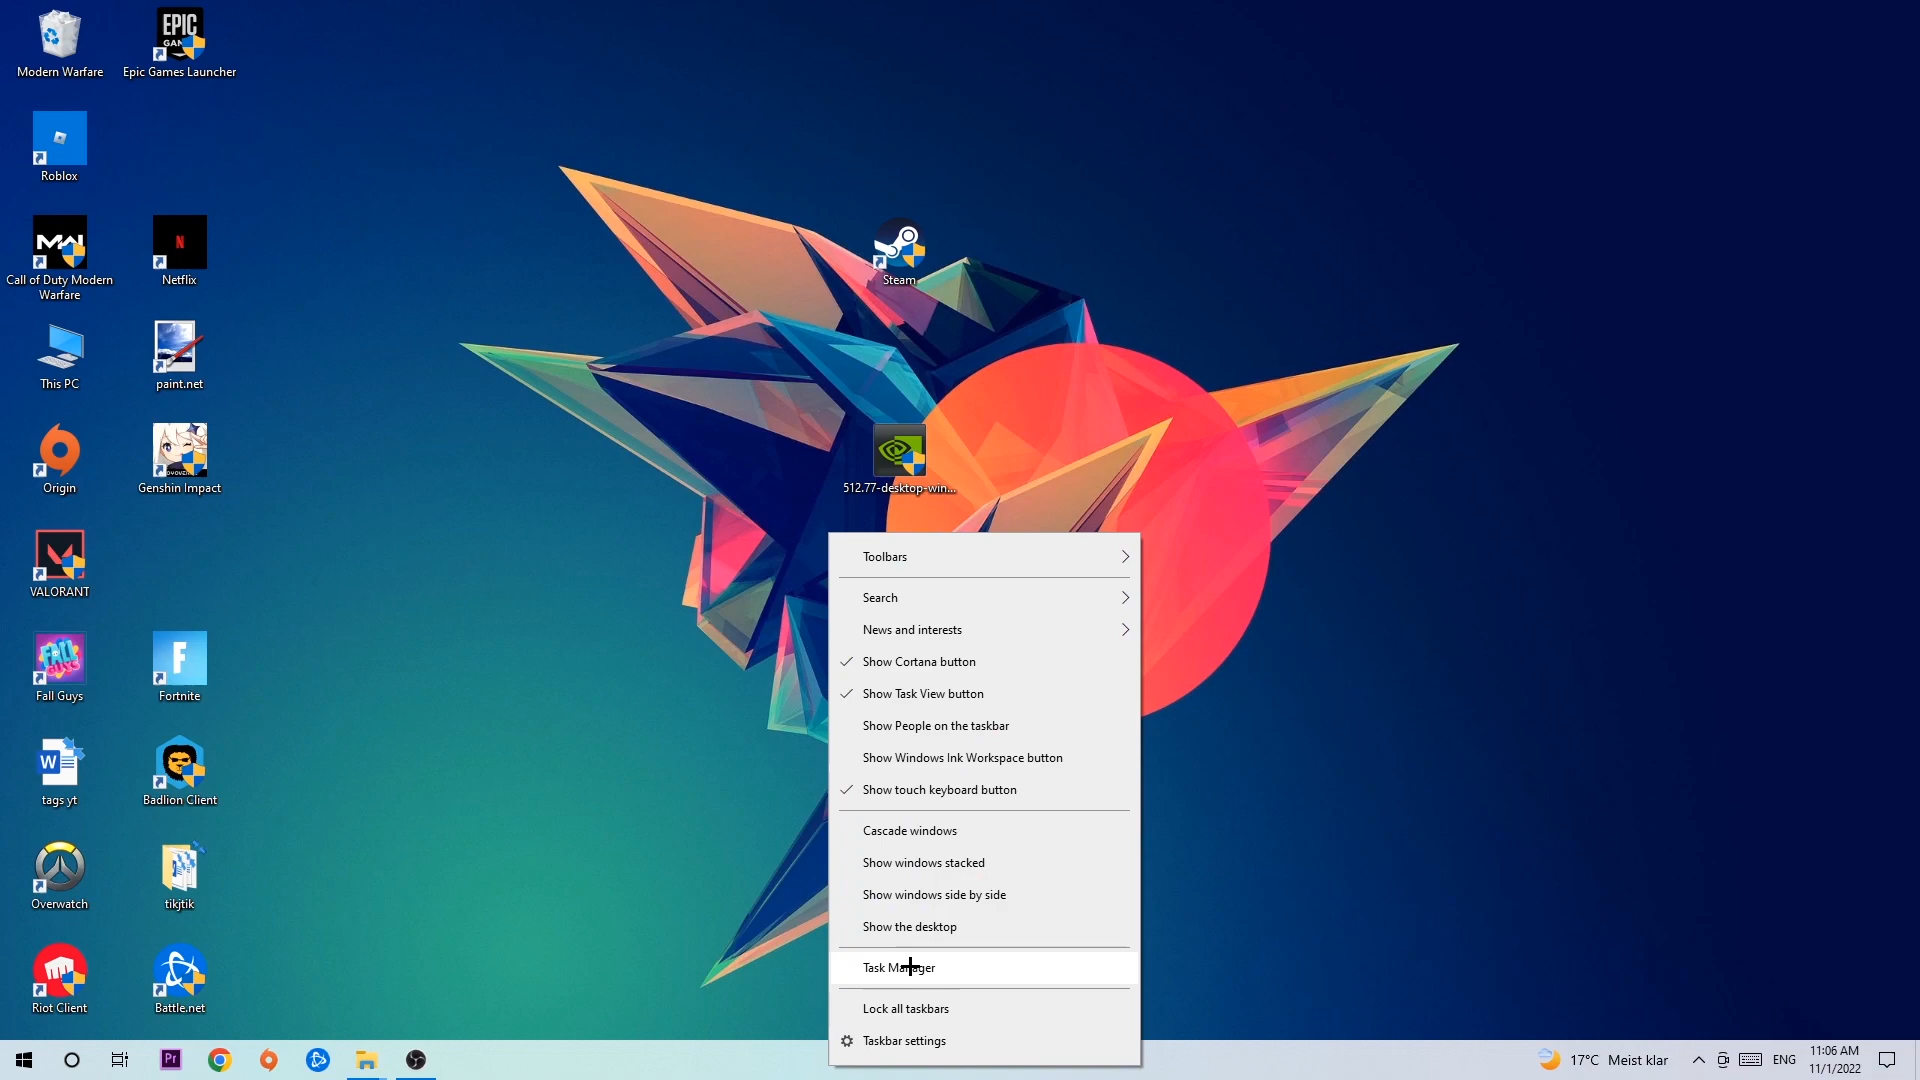 Modern Warfare
EPIC
GAMES
Epic Games Launcher
Roblox
MW
Call of Duty Modern
Warfare
N
Netflix
Steam
This PC
paint.net
Origin
Genshin Impact
512.77-desktop-win...
VALORANT
Fall Guys
F
Fortnite
W
tags yt
Badlion Client
Overwatch
tikjtik
Riot Client
Battle.net
Toolbars
Search
News and interests
Show Cortana button
Show Task View button
Show People on the taskbar
Show Windows Ink Workspace button
Show touch keyboard button
Cascade windows
Show windows stacked
Show windows side by side
Show the desktop
Task Manager
Lock all taskbars
Taskbar settings
Pr
17°C Meist klar
ENG
11:06 AM
11/1/2022